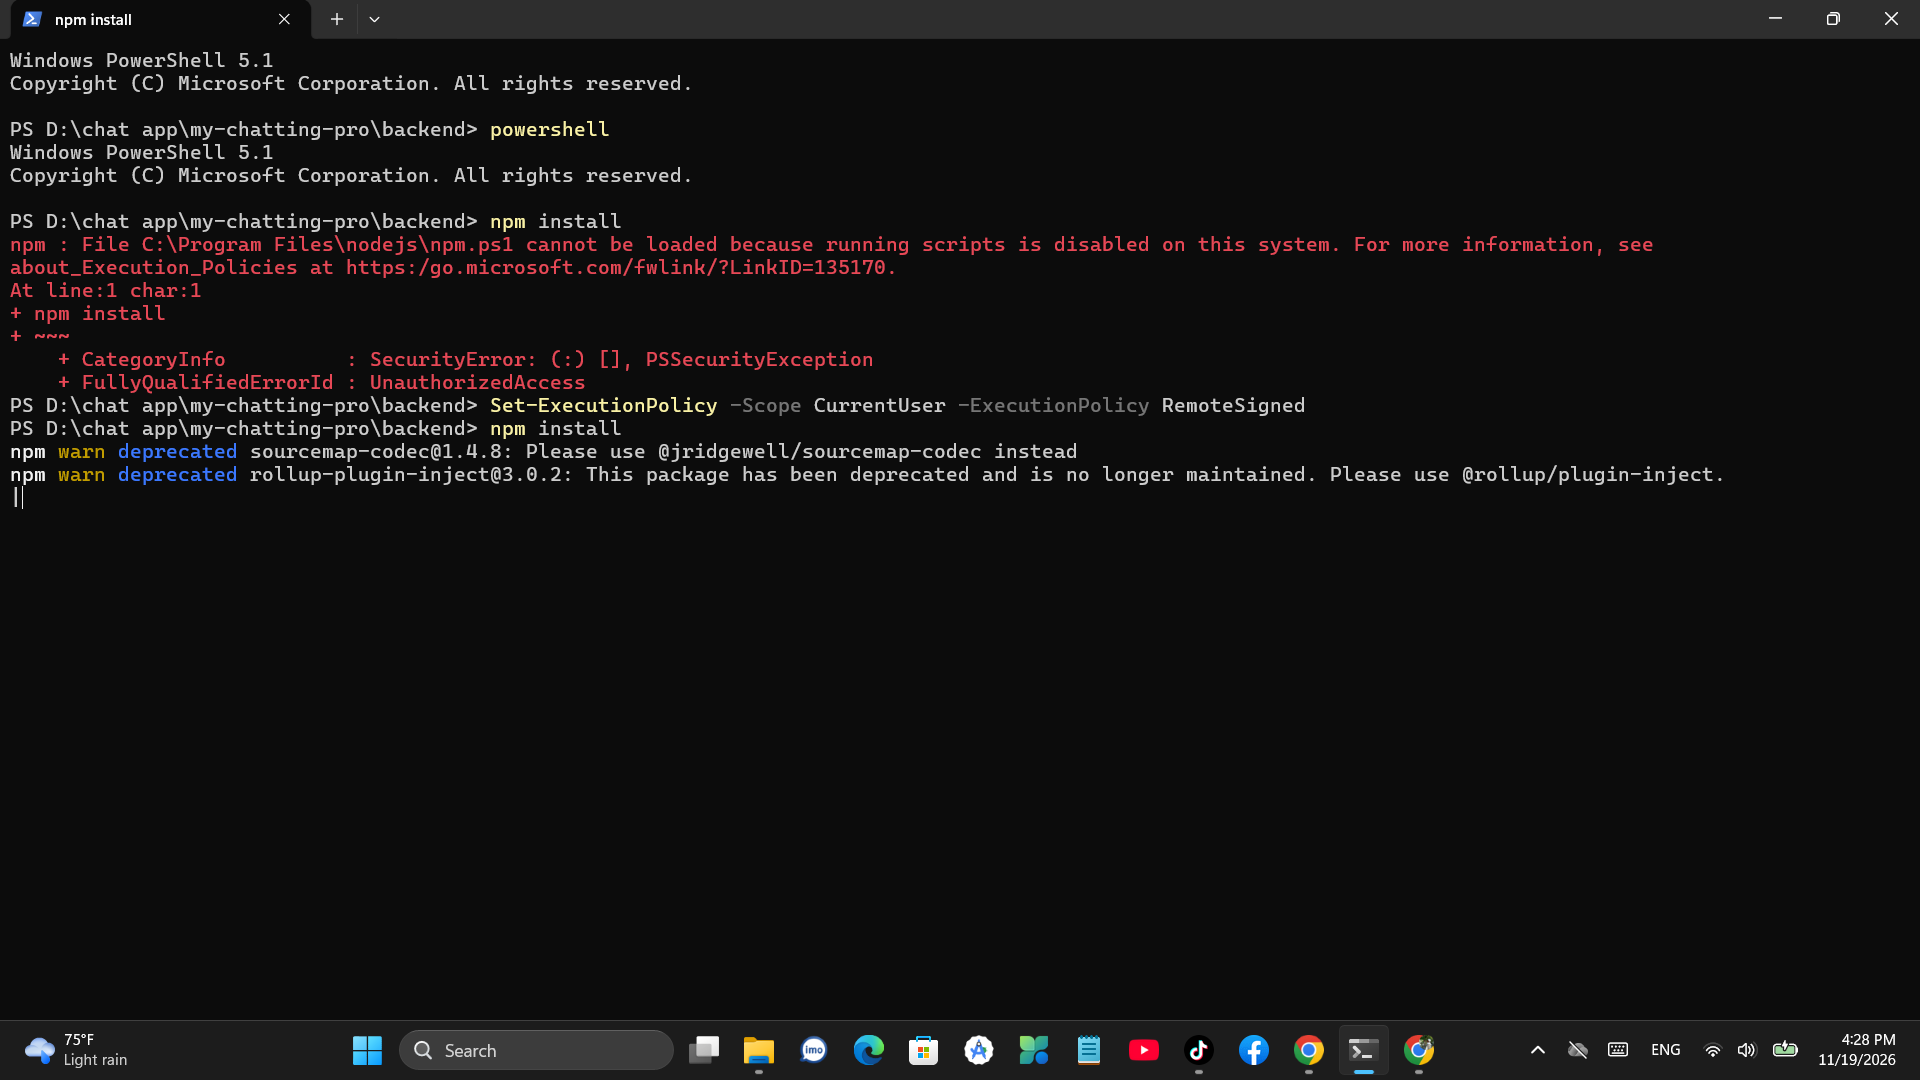 npm install
Windows PowerShell 5.1
Copyright (C) Microsoft Corporation. All rights reserved.
PS D:\chat app\my-chatting-pro\backend> powershell
Windows PowerShell 5.1
Copyright (C) Microsoft Corporation. All rights reserved.
PS D:\chat app\my-chatting-pro\backend> npm install
npm : File C:\Program Files\nodejs\npm.ps1 cannot be loaded because running scripts is disabled on this system. For more information, see
about_Execution_Policies at https:/go.microsoft.com/fwlink/?LinkID=135170.
At line:1 char:1
+ npm install
+ ~~~
    + CategoryInfo          : SecurityError: (:) [], PSSecurityException
    + FullyQualifiedErrorId : UnauthorizedAccess
PS D:\chat app\my-chatting-pro\backend> Set-ExecutionPolicy -Scope CurrentUser -ExecutionPolicy RemoteSigned
PS D:\chat app\my-chatting-pro\backend> npm install
npm warn deprecated sourcemap-codec@1.4.8: Please use @jridgewell/sourcemap-codec instead
npm warn deprecated rollup-plugin-inject@3.0.2: This package has been deprecated and is no longer maintained. Please use @rollup/plugin-inject.
|
75°F
Light rain
Search
imo
ENG
4:28 PM
11/19/2026